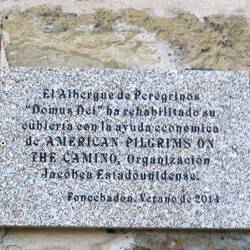 El Albergue de Peregrinos
"Domus Dei" ha rehabilitado su
cubierta con la ayuda economica
de AMERICAN PILGRIMS ON
THE CAMINO, Organización
Jacobea Estadounidense.
Foncebadón, Verano de 2014